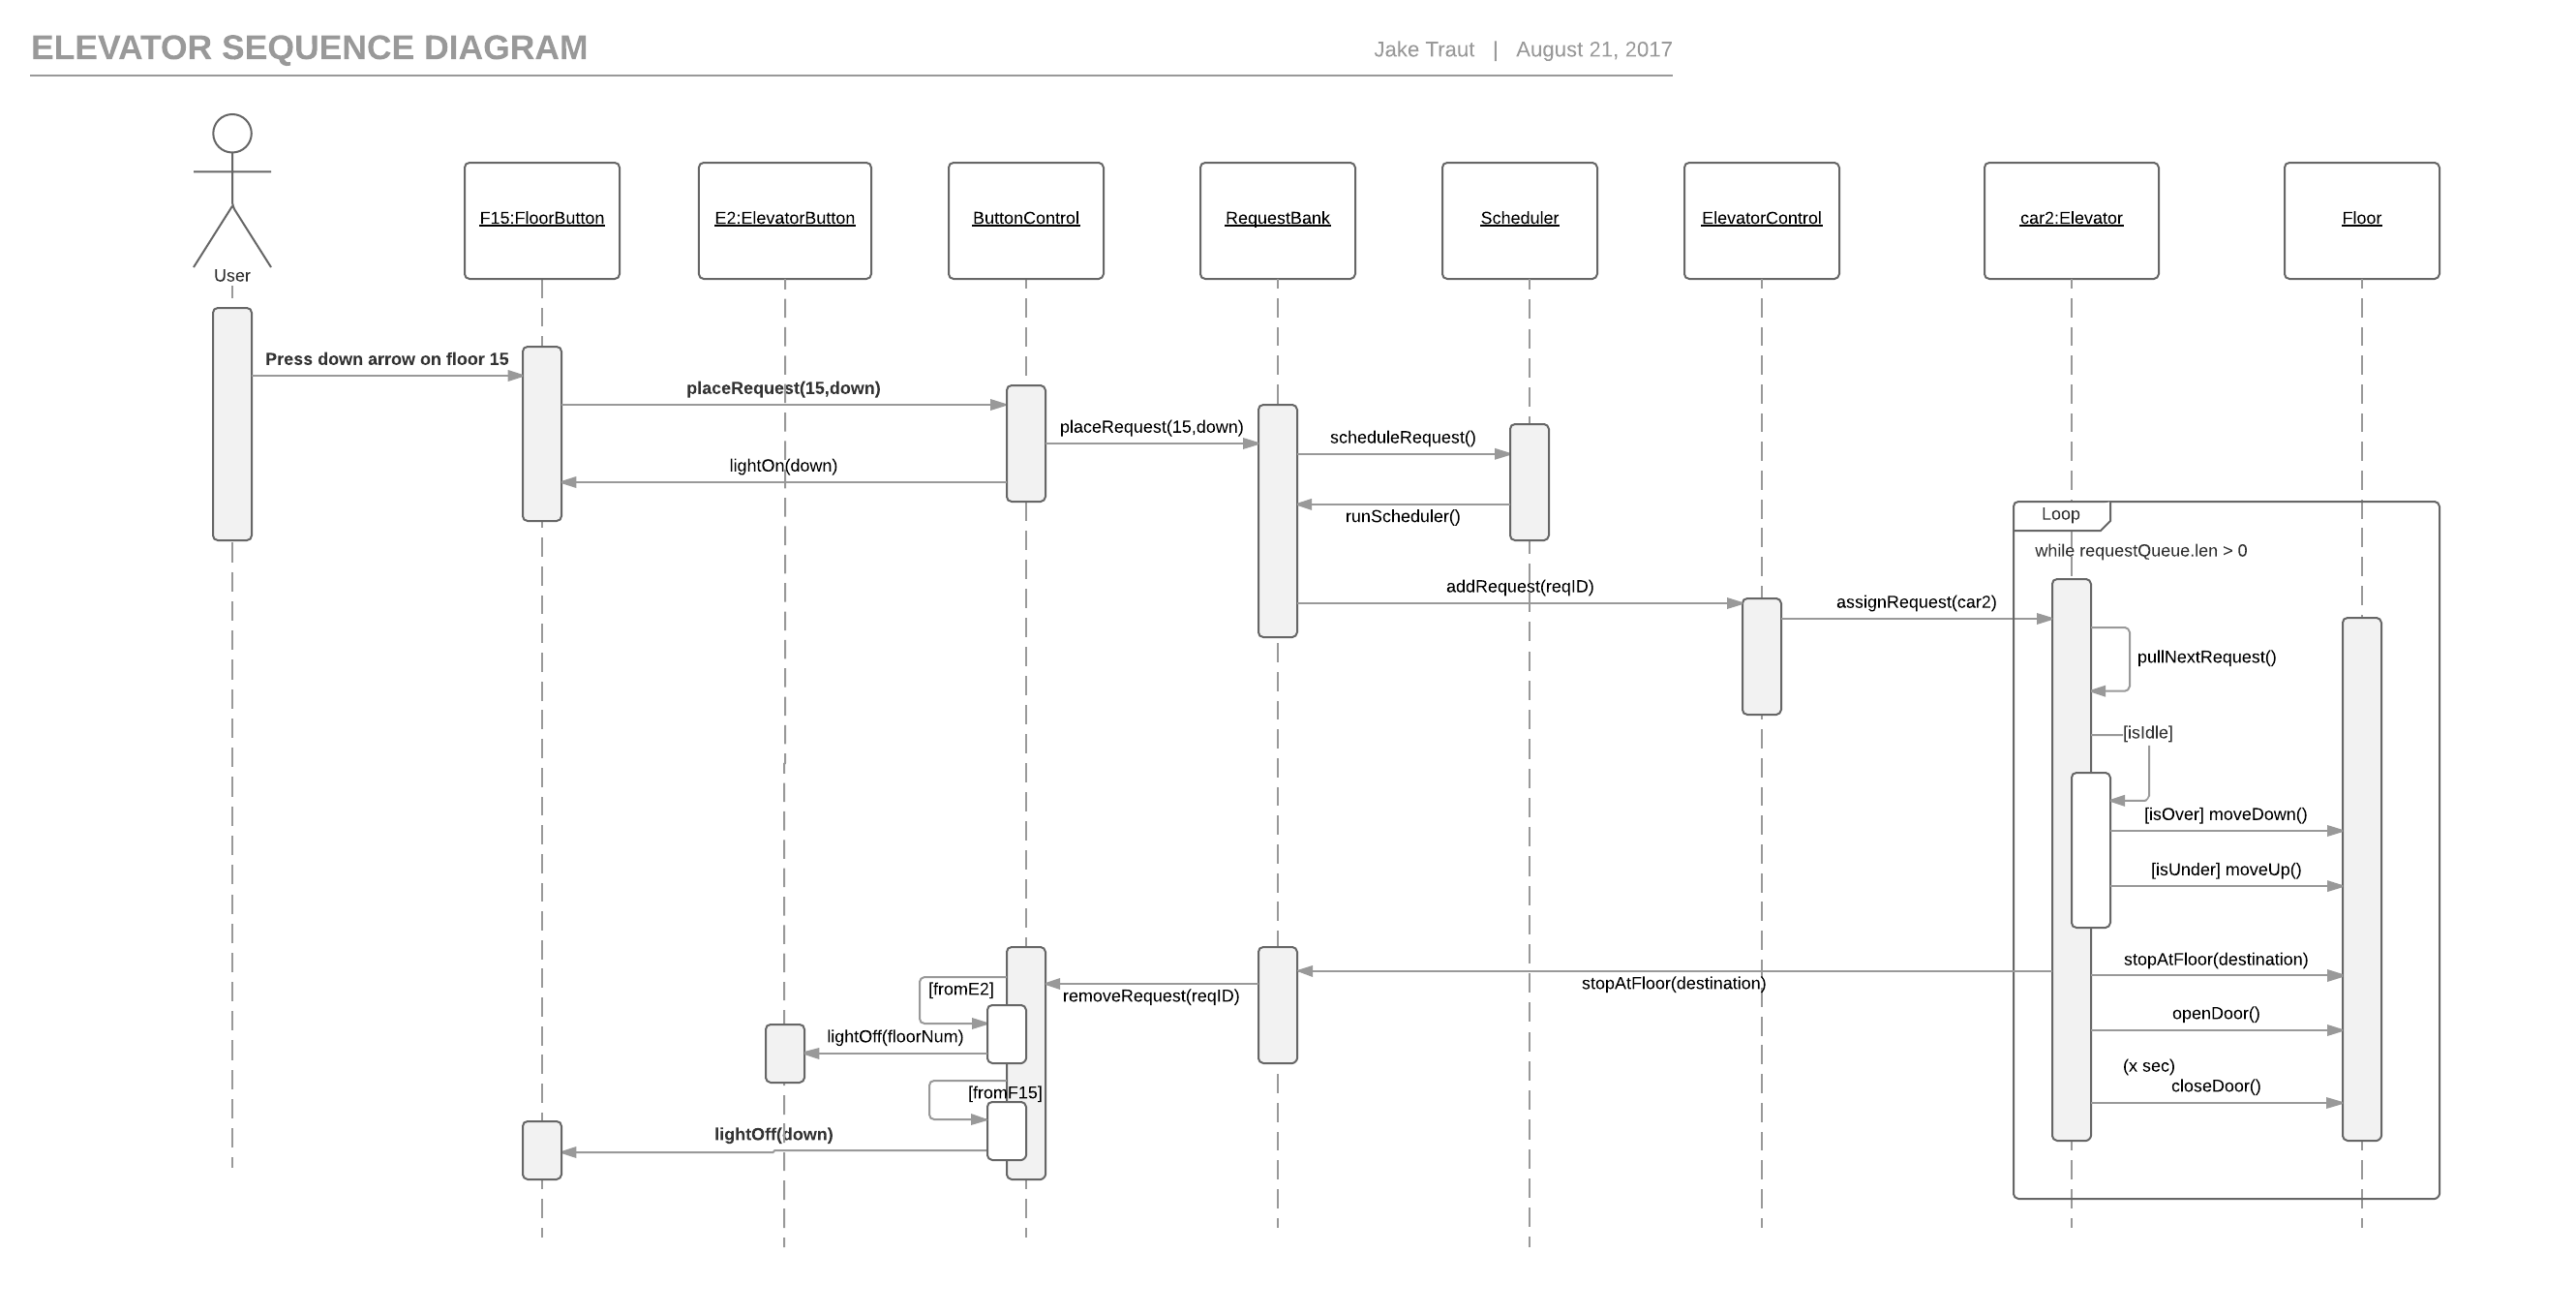 ELEVATOR SEQUENCE DIAGRAM
Jake Traut | August 21, 2017
User
F15:FloorButton
E2:ElevatorButton
ButtonControl
RequestBank
Scheduler
ElevatorControl
car2:Elevator
Floor
Press down arrow on floor 15
placeRequest(15,down)
placeRequest(15,down)
scheduleRequest()
lightOn(down)
runScheduler()
Loop
while requestQueue.len > 0
addRequest(reqID)
assignRequest(car2)
pullNextRequest()
[isIdle]
[isOver] moveDown()
[isUnder] moveUp()
stopAtFloor(destination)
stopAtFloor(destination)
removeRequest(reqID)
[fromE2]
openDoor()
lightOff(floorNum)
(x sec)
closeDoor()
[fromF15]
lightOff(down)